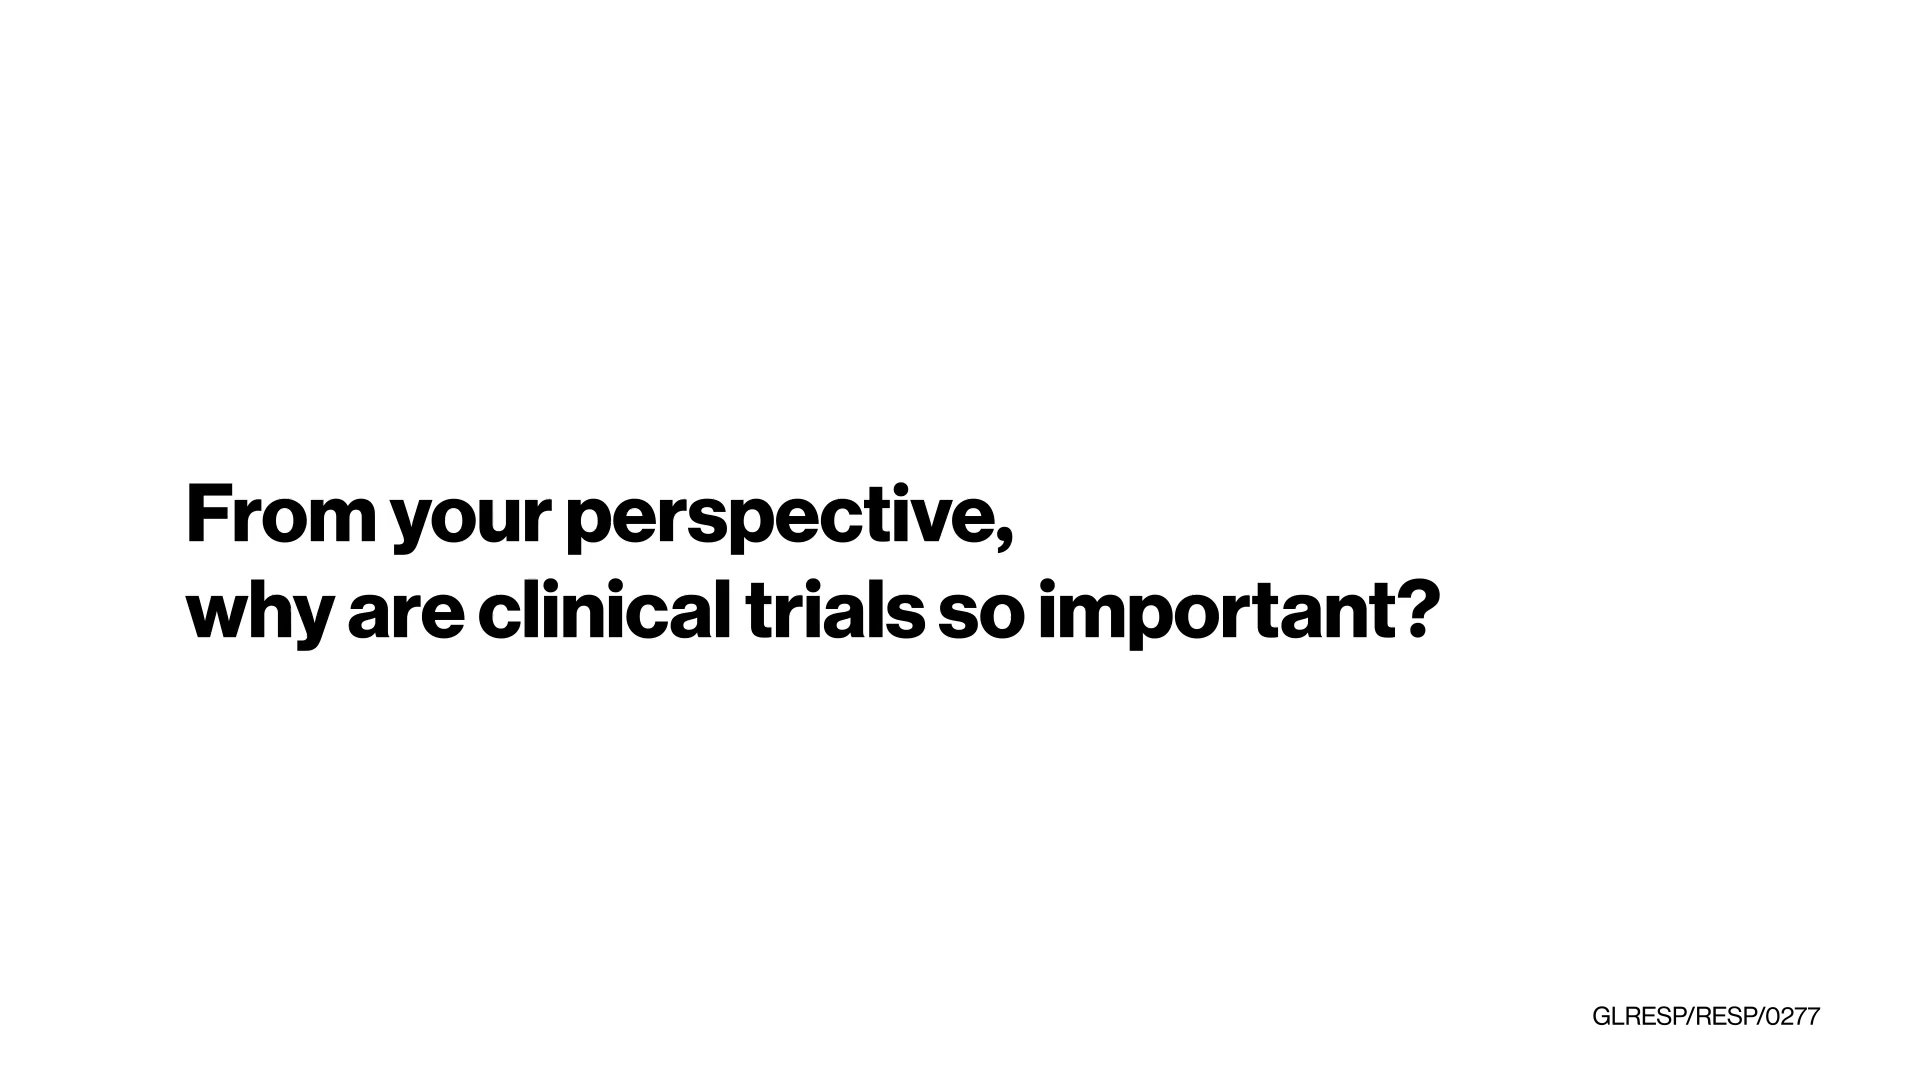 From your perspective,
why are clinical trials so important?
GLRESP/RESP/0277